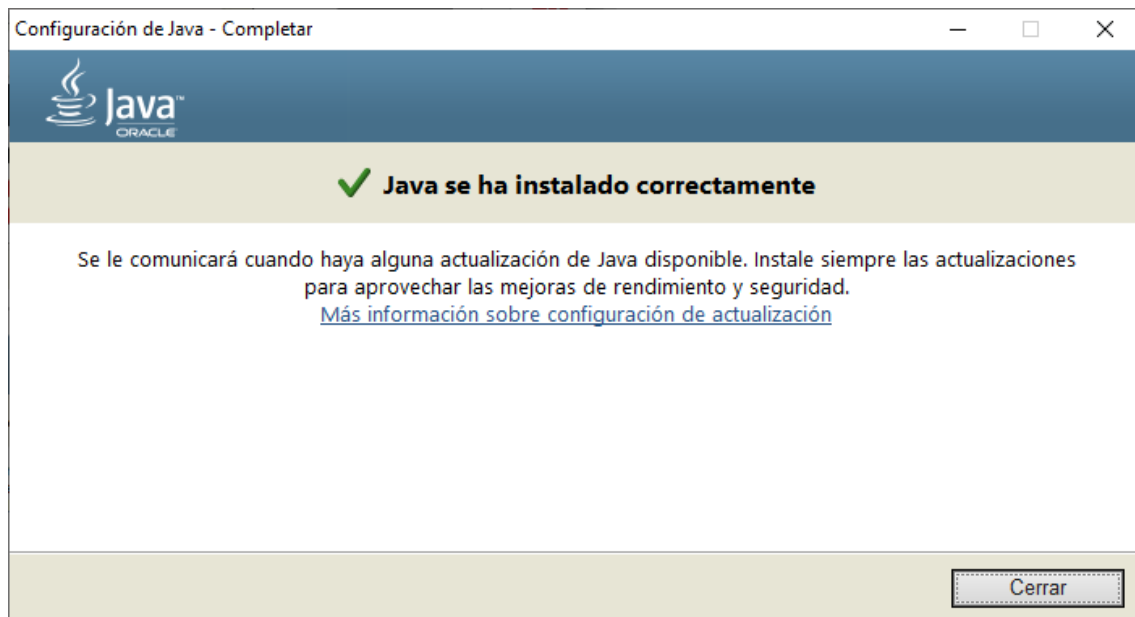 Configuración de Java - Completar
Java™
ORACLE
Java se ha instalado correctamente
Se le comunicará cuando haya alguna actualización de Java disponible. Instale siempre las actualizaciones
para aprovechar las mejoras de rendimiento y seguridad.
Más información sobre configuración de actualización
Cerrar